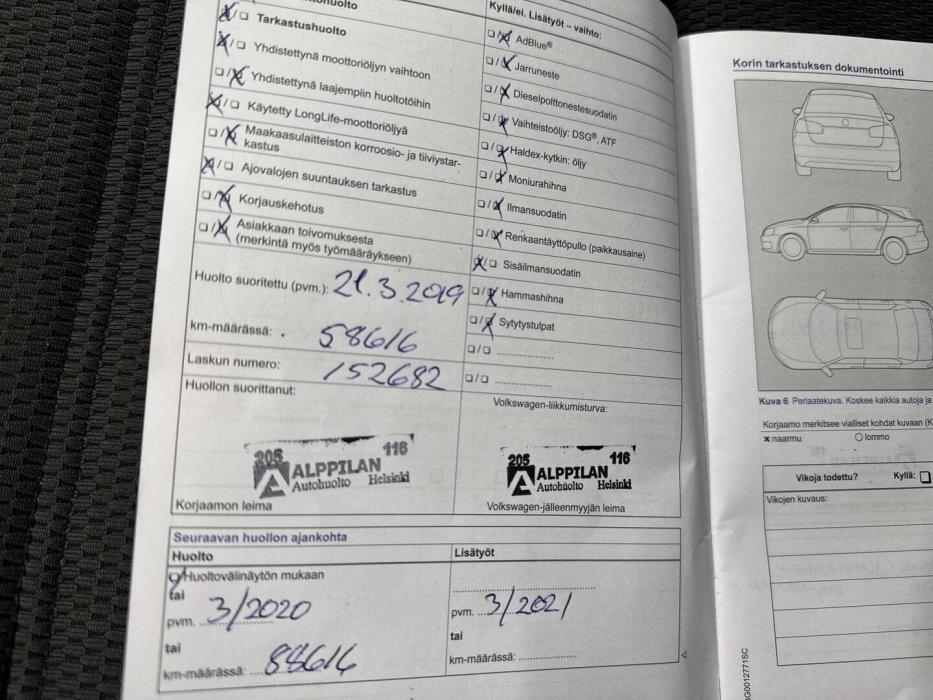 Kyllä/ei. Lisätyöt – vaihto:
☒/☐ Tarkastushuolto
☒/☐ Yhdistettynä moottoriöljyn vaihtoon
☐/☒ Yhdistettynä laajempiin huoltotöihin
☒/☐ Käytetty LongLife-moottoriöljyä
☐/☒ Maakaasulaitteiston korroosio- ja tiiviystar-
kastus
☒/☐ Ajovalojen suuntauksen tarkastus
☐/☒ Korjauskehotus
☐/☒ Asiakkaan toivomuksesta
(merkintä myös työmääräykseen)
☐/☒ AdBlue®
☐/☒ Jarruneste
☐/☒ Dieselpolttonestesuodatin
☐/☒ Vaihteistoöljy: DSG®, ATF
☐/☒ Haldex-kytkin: öljy
☐/☒ Moniurahihna
☐/☒ Ilmansuodatin
☐/☒ Renkaantäyttöpullo (paikkausaine)
☒/☐ Sisäilmansuodatin
☐/☒ Hammashihna
☐/☒ Sytytystulpat
☐/☐ ....................
☐/☐ ....................
Huolto suoritettu (pvm.): 21.3.2019
km-määrässä: 58616
Laskun numero: 152682
Huollon suorittanut:
205 116
ALPPILAN
Autohuolto Helsinki
Korjaamon leima
Volkswagen-liikkumisturva:
205 116
ALPPILAN
Autohuolto Helsinki
Volkswagen-jälleenmyyjän leima
Seuraavan huollon ajankohta
Huolto
Huoltovälinäytön mukaan
tai
pvm. 3/2020
tai
km-määrässä: 88616
Lisätyöt
pvm. 3/2021
tai
km-määrässä: ....................
Korin tarkastuksen dokumentointi
Kuva 6 Periaatekuva. Koskee kaikkia autoja ja
Korjaamo merkitsee vialliset kohdat kuvaan (K
x naarmu O lommo
Vikoja todettu? Kyllä: ☐
Vikojen kuvaus:
G0012771SC